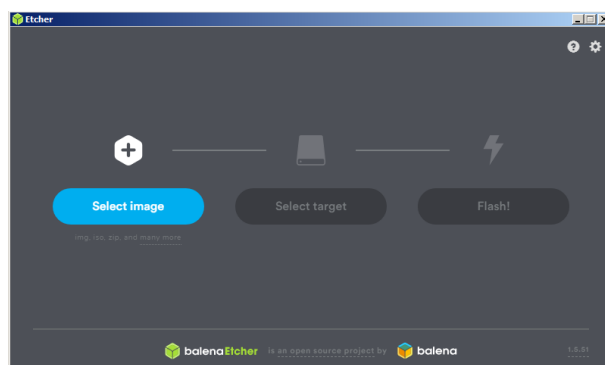 Etcher
Select image
Select target
Flash!
img, iso, zip, and many more
balenaEtcher is an open source project by balena
1.5.51